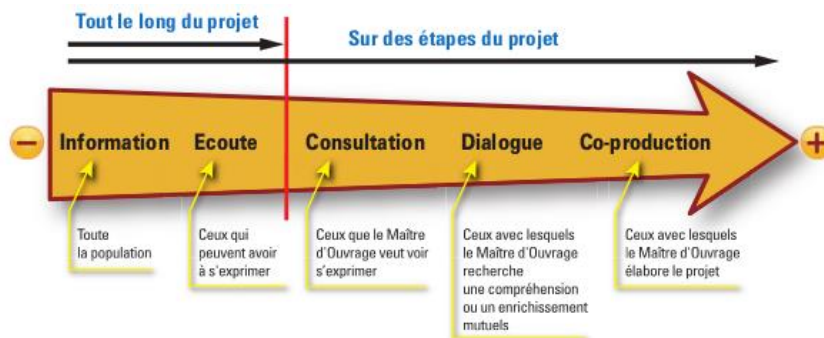 Tout le long du projet
Sur des étapes du projet
−
Information
Ecoute
Consultation
Dialogue
Co-production
+
Toute
la population
Ceux qui
peuvent avoir
à s'exprimer
Ceux que le Maître
d'Ouvrage veut voir
s'exprimer
Ceux avec lesquels
le Maître d'Ouvrage
recherche
une compréhension
ou un enrichissement
mutuels
Ceux avec lesquels
le Maître d'Ouvrage
élabore le projet